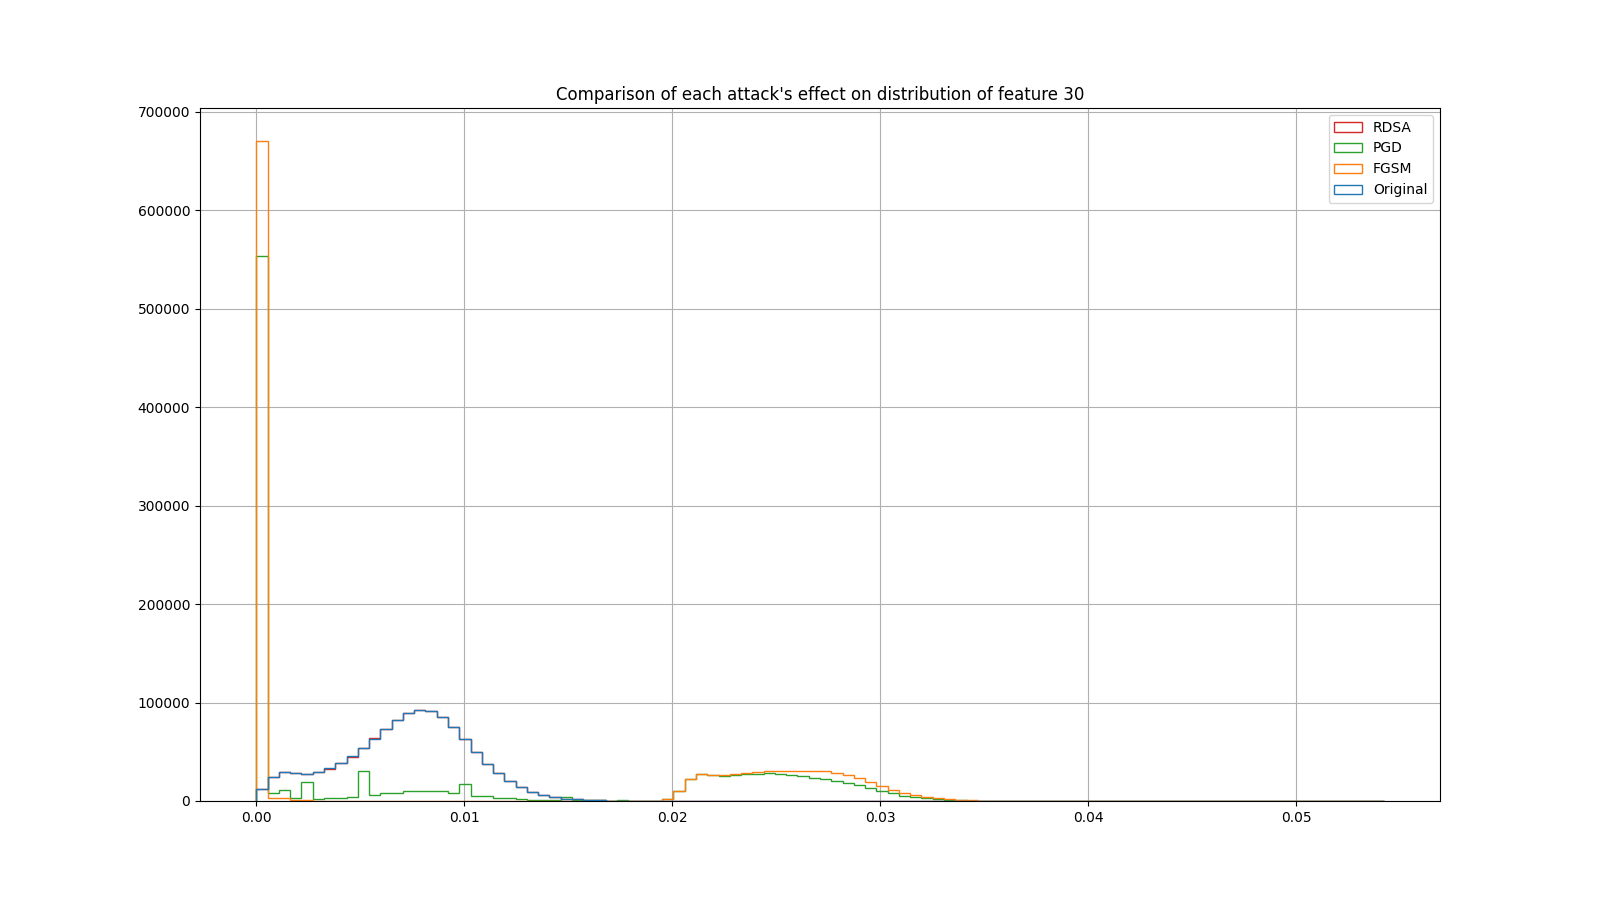 Comparison of each attack's effect on distribution of feature 30
700000
600000
500000
400000
300000
200000
100000
0
0.00 0.01 0.02 0.03 0.04 0.05
RDSA
PGD
FGSM
Original